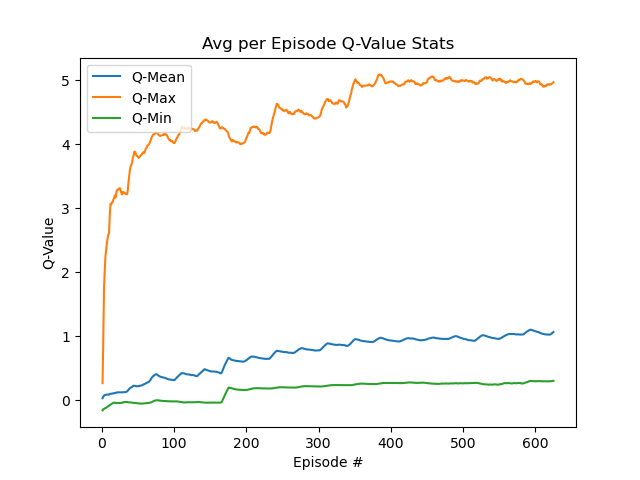 Avg per Episode Q-Value Stats
Q-Mean
Q-Max
Q-Min
Q-Value
5
4
3
2
1
0
0 100 200 300 400 500 600
Episode #